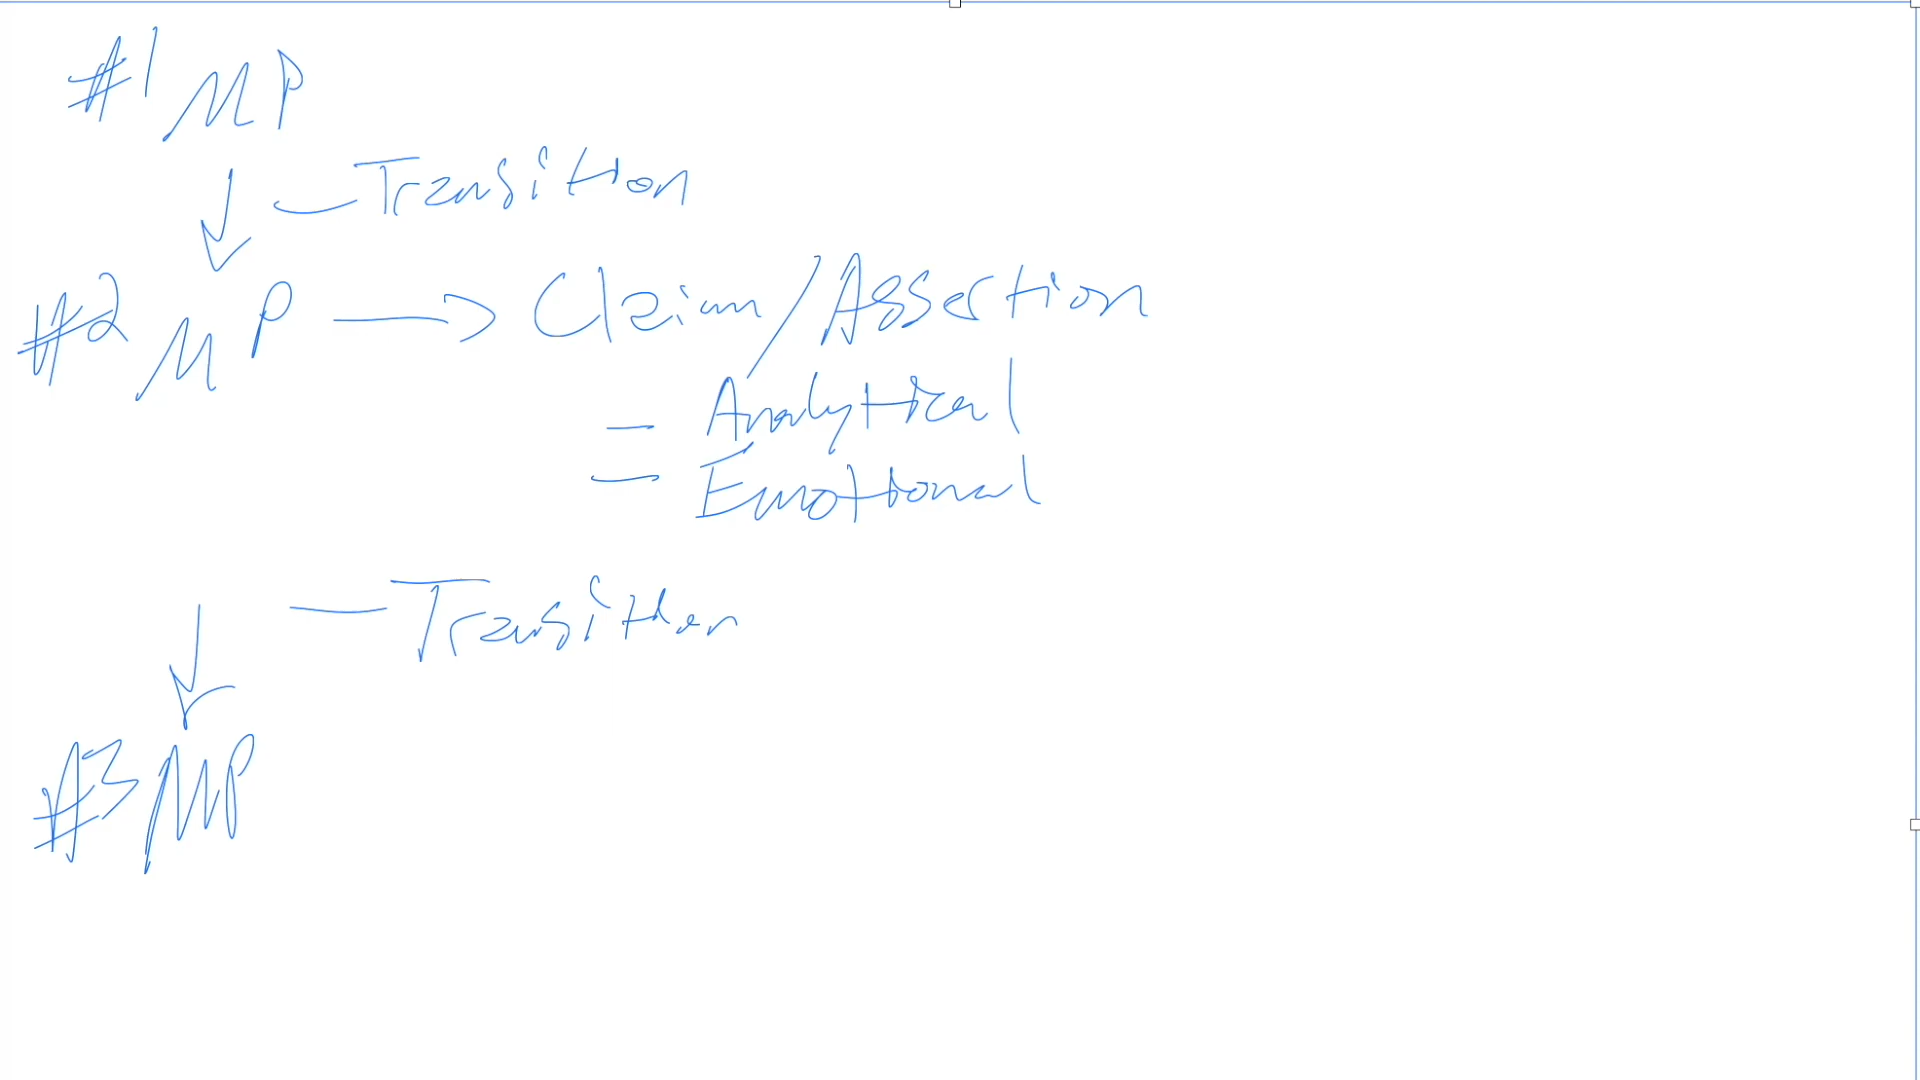 #1 MP
- Transition
#2 MP → Claim/Assertion
- Analytical
- Emotional
- Transition
#3 MP